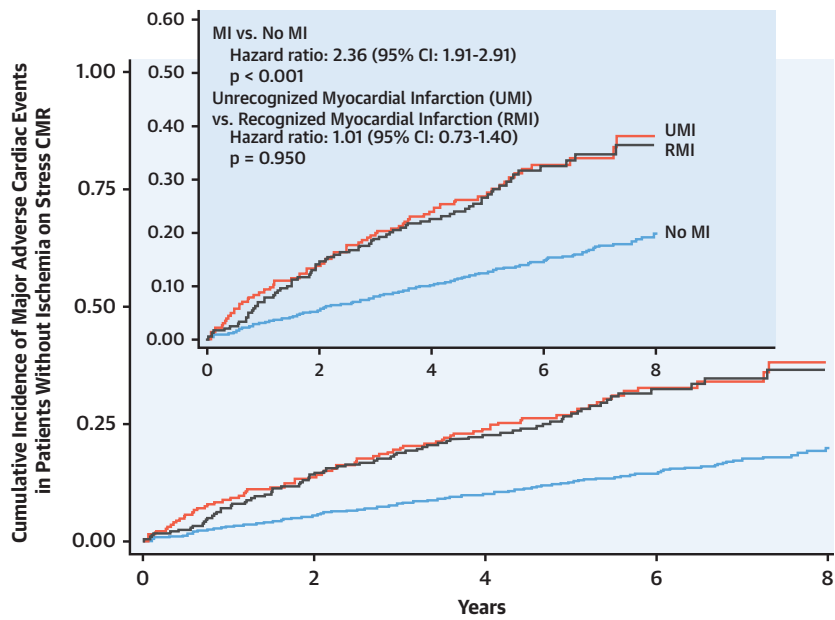 Cumulative Incidence of Major Adverse Cardiac Events
in Patients Without Ischemia on Stress CMR
1.00
0.75
0.50
0.25
0.00
0.60
0.50
0.40
0.30
0.20
0.10
0.00
MI vs. No MI
Hazard ratio: 2.36 (95% CI: 1.91-2.91)
p < 0.001
Unrecognized Myocardial Infarction (UMI)
vs. Recognized Myocardial Infarction (RMI)
Hazard ratio: 1.01 (95% CI: 0.73-1.40)
p = 0.950
UMI
RMI
No MI
0 2 4 6 8
0 2 4 6 8
Years